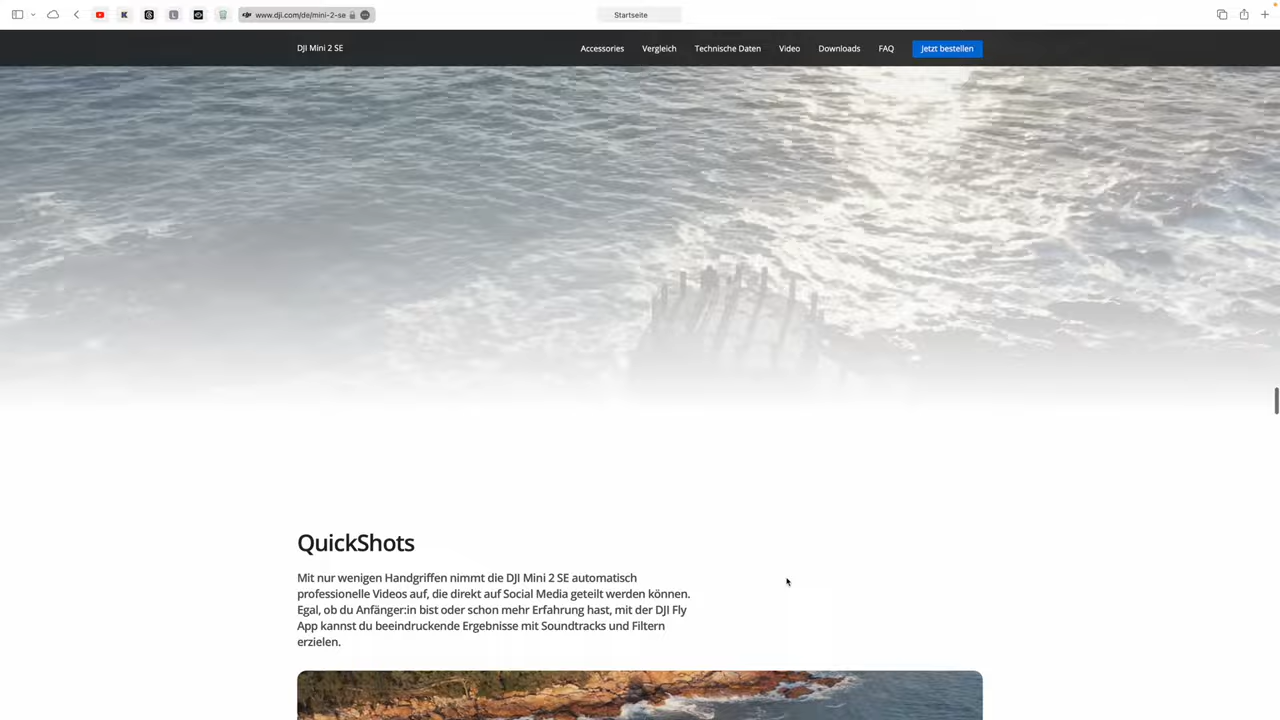 www.dji.com/de/mini-2-se
Startseite
DJI Mini 2 SE
Accessories
Vergleich
Technische Daten
Video
Downloads
FAQ
Jetzt bestellen
QuickShots
Mit nur wenigen Handgriffen nimmt die DJI Mini 2 SE automatisch
professionelle Videos auf, die direkt auf Social Media geteilt werden können.
Egal, ob du Anfänger:in bist oder schon mehr Erfahrung hast, mit der DJI Fly
App kannst du beeindruckende Ergebnisse mit Soundtracks und Filtern
erzielen.